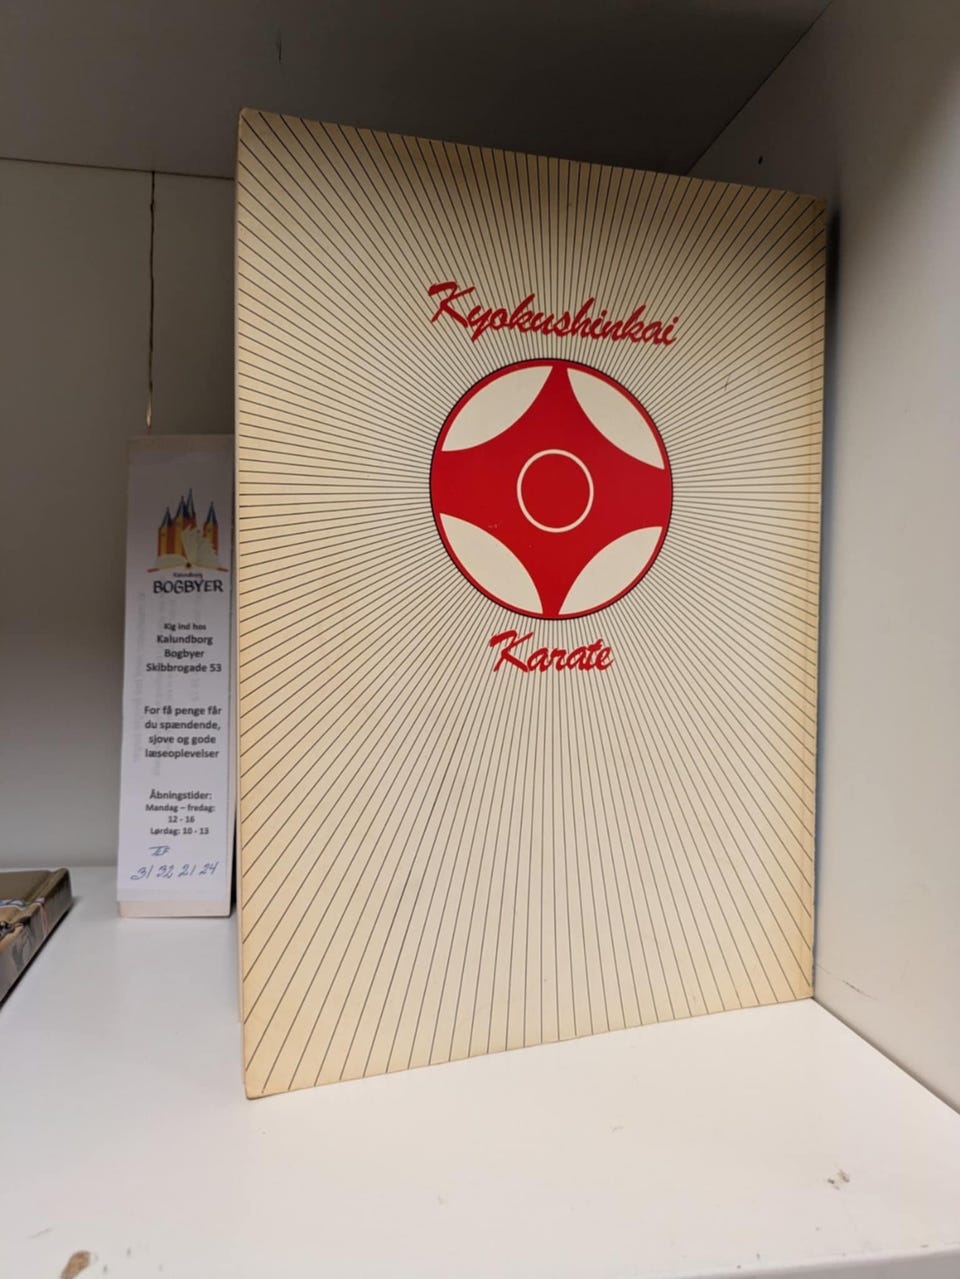 Kyokushinkai
Karate
Kalundborg
BOGBYER
Kig ind hos
Kalundborg
Bogbyer
Skibbrogade 53
For få penge får
du spændende,
sjove og gode
læseoplevelser
Åbningstider:
Mandag – fredag:
12 - 16
Lørdag: 10 - 13
31 32 21 24